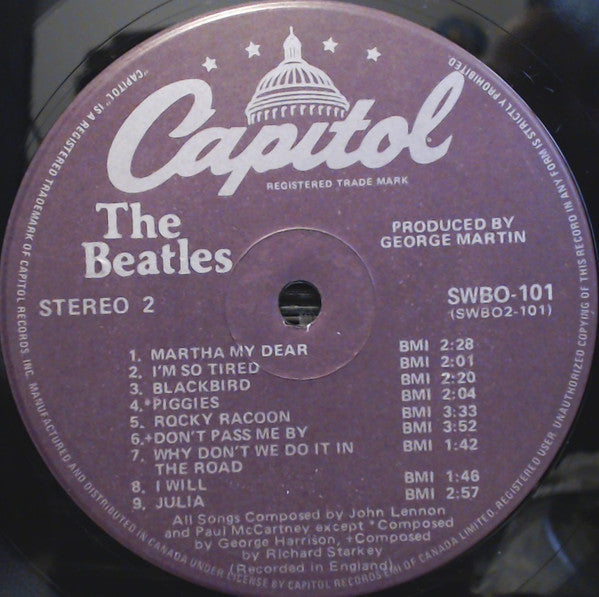 Capitol
REGISTERED TRADE MARK
The
Beatles
PRODUCED BY
GEORGE MARTIN
STEREO 2
SWBO-101
(SWBO2-101)
1. MARTHA MY DEAR BMI 2:28
2. I'M SO TIRED BMI 2:01
3. BLACKBIRD BMI 2:20
4.*PIGGIES BMI 2:04
5. ROCKY RACOON BMI 3:33
6.+DON'T PASS ME BY BMI 3:52
7. WHY DON'T WE DO IT IN BMI 1:42
THE ROAD
8. I WILL BMI 1:46
9. JULIA BMI 2:57
All Songs Composed by John Lennon
and Paul McCartney except *Composed
by George Harrison, +Composed
by Richard Starkey
(Recorded in England)
"CAPITOL" IS A REGISTERED TRADEMARK OF CAPITOL RECORDS INC. MANUFACTURED AND DISTRIBUTED IN CANADA UNDER LICENSE BY CAPITOL RECORDS-EMI OF CANADA LIMITED. REGISTERED USER. UNAUTHORIZED COPYING OF THIS RECORD IN ANY FORM IS STRICTLY PROHIBITED